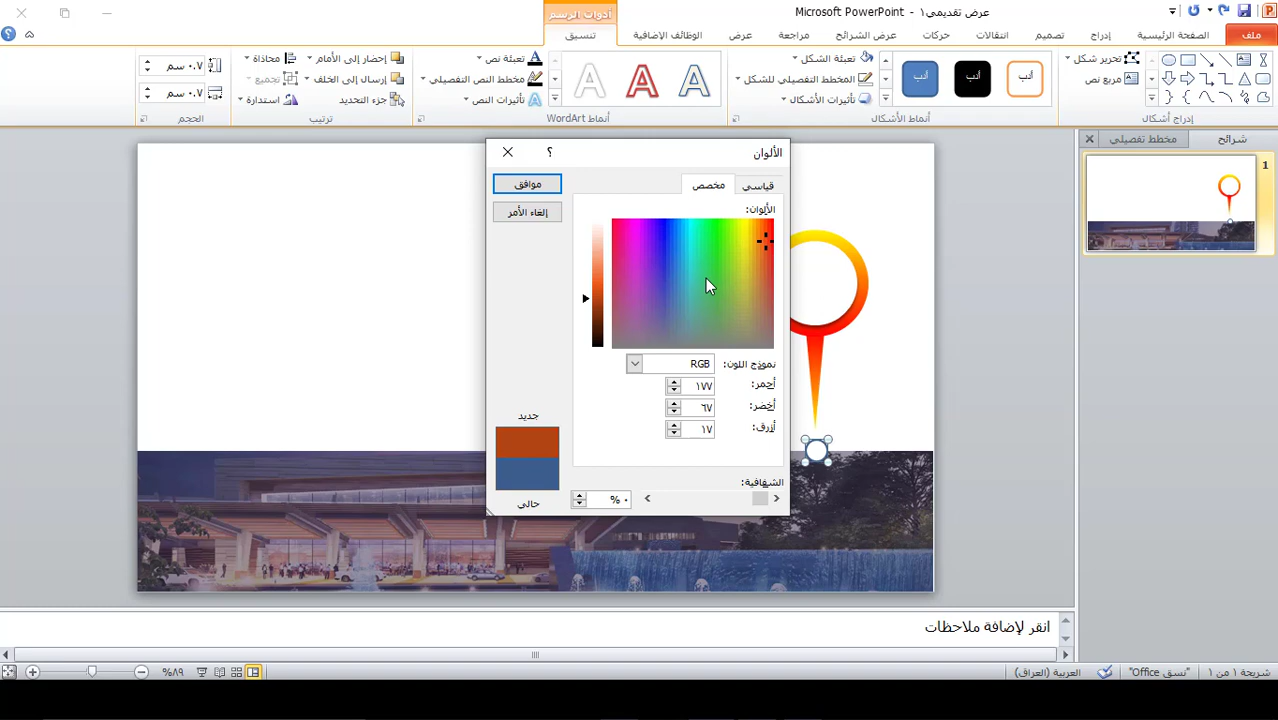 عرض تقديمي١ - Microsoft PowerPoint
أدوات الرسم
ملف
الصفحة الرئيسية
إدراج
تصميم
انتقالات
حركات
عرض الشرائح
مراجعة
عرض
الوظائف الإضافية
تنسيق
تحرير شكل
مربع نص
إدراج أشكال
أنب
أنب
أنب
تعبئة الشكل
المخطط التفصيلي للشكل
تأثيرات الأشكال
أنماط الأشكال
A
A
A
تعبئة نص
مخطط النص التفصيلي
تأثيرات النص
أنماط WordArt
إحضار إلى الأمام
إرسال إلى الخلف
جزء التحديد
محاذاة
تجميع
استدارة
ترتيب
٠.٧ سم
٠.٧ سم
الحجم
شرائح
مخطط تفصيلي
1
الألوان
؟
قياسي
مخصص
موافق
إلغاء الأمر
الألوان:
نموذج اللون:
RGB
أحمر:
١٧٧
أخضر:
٦٧
أزرق:
١٧
جديد
حالي
الشفافية:
٠ %
انقر لإضافة ملاحظات
شريحة ١ من ١
"نسق Office"
العربية (العراق)
٨٩%